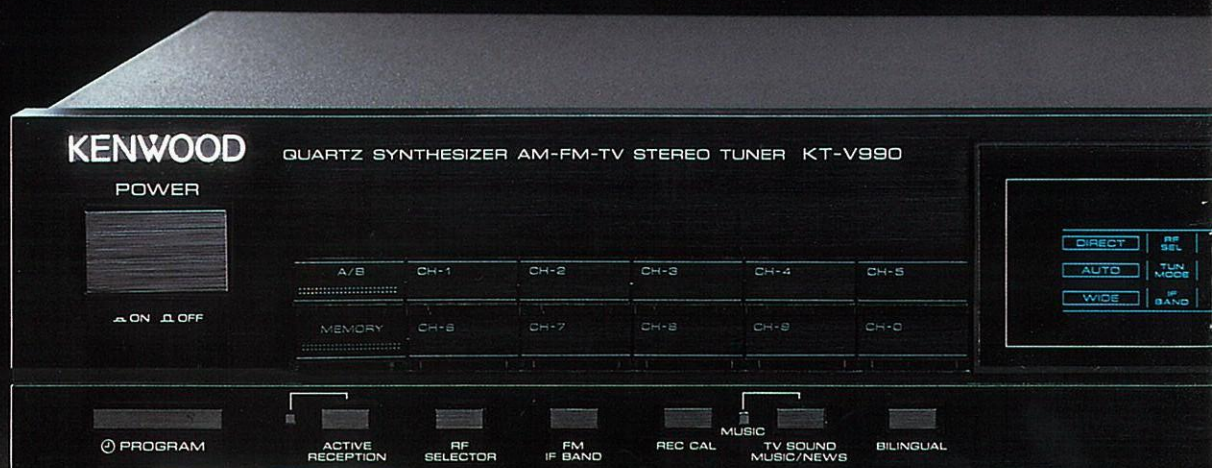 KENWOOD QUARTZ SYNTHESIZER AM-FM-TV STEREO TUNER KT-V990
POWER
DIRECT RF SEL
AUTO TUN MODE
WIDE IF BAND
A/B CH-1 CH-2 CH-3 CH-4 CH-5
ON OFF
MEMORY CH-6 CH-7 CH-8 CH-9 CH-0
PROGRAM
ACTIVE RECEPTION
RF SELECTOR
FM IF BAND
REC CAL
MUSIC
TV SOUND MUSIC/NEWS
BILINGUAL